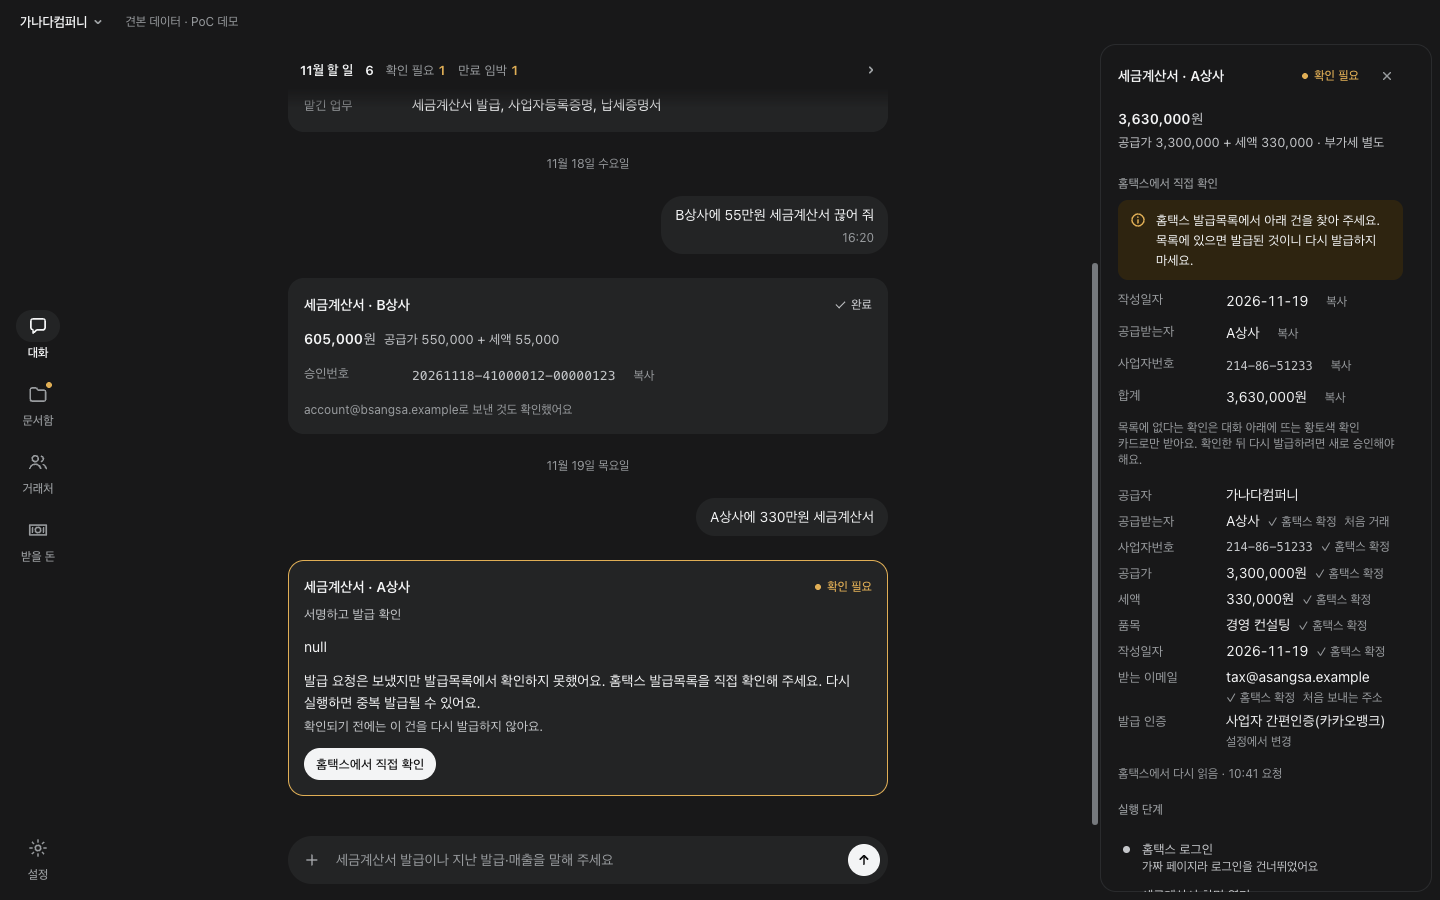 가나다컴퍼니
견본 데이터 · PoC 데모
11월 할 일 6 확인 필요 1 만료 임박 1
맡긴 업무 세금계산서 발급, 사업자등록증명, 납세증명서
11월 18일 수요일
B상사에 55만원 세금계산서 끊어 줘
16:20
세금계산서 · B상사
완료
605,000원 공급가 550,000 + 세액 55,000
승인번호 20261118-41000012-00000123 복사
account@bsangsa.example로 보낸 것도 확인했어요
11월 19일 목요일
A상사에 330만원 세금계산서
세금계산서 · A상사
확인 필요
서명하고 발급 확인
null
발급 요청은 보냈지만 발급목록에서 확인하지 못했어요. 홈택스 발급목록을 직접 확인해 주세요. 다시
실행하면 중복 발급될 수 있어요.
확인되기 전에는 이 건을 다시 발급하지 않아요.
홈택스에서 직접 확인
세금계산서 발급이나 지난 발급·매출을 말해 주세요
대화
문서함
거래처
받을 돈
설정
세금계산서 · A상사
확인 필요
3,630,000원
공급가 3,300,000 + 세액 330,000 · 부가세 별도
홈택스에서 직접 확인
홈택스 발급목록에서 아래 건을 찾아 주세요.
목록에 있으면 발급된 것이니 다시 발급하지
마세요.
작성일자 2026-11-19 복사
공급받는자 A상사 복사
사업자번호 214-86-51233 복사
합계 3,630,000원 복사
목록에 없다는 확인은 대화 아래에 뜨는 황토색 확인
카드로만 받아요. 확인한 뒤 다시 발급하려면 새로 승인해야
해요.
공급자 가나다컴퍼니
공급받는자 A상사 ✓ 홈택스 확정 처음 거래
사업자번호 214-86-51233 ✓ 홈택스 확정
공급가 3,300,000원 ✓ 홈택스 확정
세액 330,000원 ✓ 홈택스 확정
품목 경영 컨설팅 ✓ 홈택스 확정
작성일자 2026-11-19 ✓ 홈택스 확정
받는 이메일 tax@asangsa.example
✓ 홈택스 확정 처음 보내는 주소
발급 인증 사업자 간편인증(카카오뱅크)
설정에서 변경
홈택스에서 다시 읽음 · 10:41 요청
실행 단계
홈택스 로그인
가짜 페이지라 로그인을 건너뛰었어요